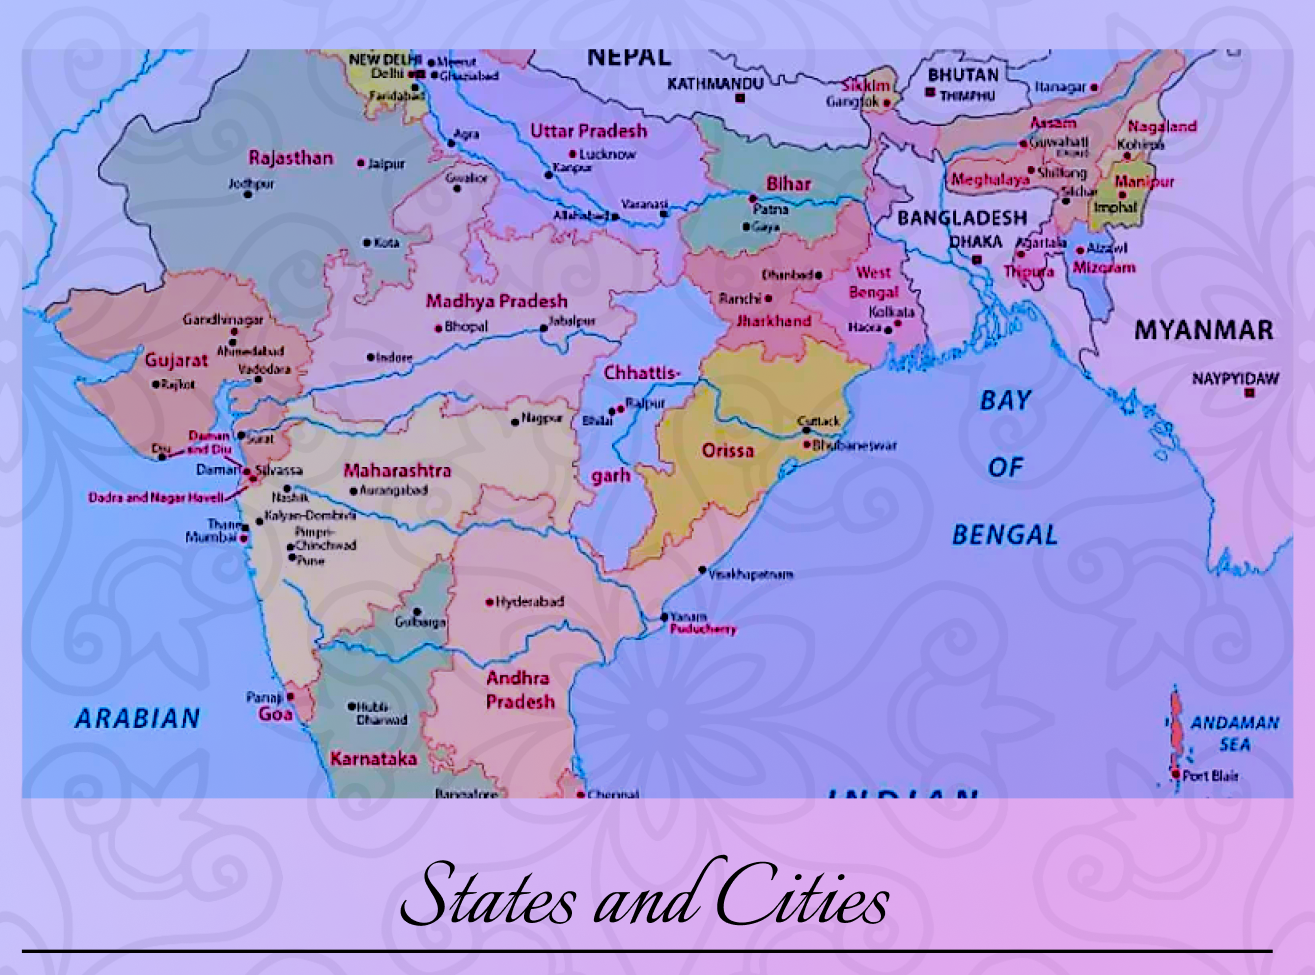 NEPAL
NEW DELHI
Meerut
Delhi
Ghaziabad
Faridabad
KATHMANDU
Sikkim
Gangtok
BHUTAN
THIMPHU
Itanagar
Assam
Nagaland
Guwahati
Kohima
Agra
Uttar Pradesh
Lucknow
Rajasthan
Jaipur
Kanpur
Jodhpur
Gwalior
Bihar
Meghalaya
Shillong
Manipur
Silchar
Imphal
Allahabad
Varanasi
Patna
Gaya
BANGLADESH
DHAKA
Agartala
Aizawl
Kota
Tripura
Mizoram
Dhanbad
West
Bengal
Ranchi
Madhya Pradesh
Jharkhand
Kolkata
Haora
Gandhinagar
Bhopal
Jabalpur
MYANMAR
Ahmedabad
Gujarat
Indore
Vadodara
Rajkot
Chhattis-
NAYPYIDAW
Raipur
Bhilai
BAY
Nagpur
Cuttack
Daman
and Diu
Surat
Diu
Bhubaneswar
Orissa
OF
Daman
Silvassa
Maharashtra
garh
Dadra and Nagar Haveli
Nashik
Aurangabad
Kalyan-Dombivli
Thane
Mumbai
Pimpri-
Chinchwad
Pune
BENGAL
Visakhapatnam
Hyderabad
Gulbarga
Yanam
Puducherry
Andhra
Pradesh
Panaji
Goa
Hubli-
Dharwad
ARABIAN
ANDAMAN
SEA
Karnataka
Port Blair
Bangalore
Chennai
INDIAN
States and Cities